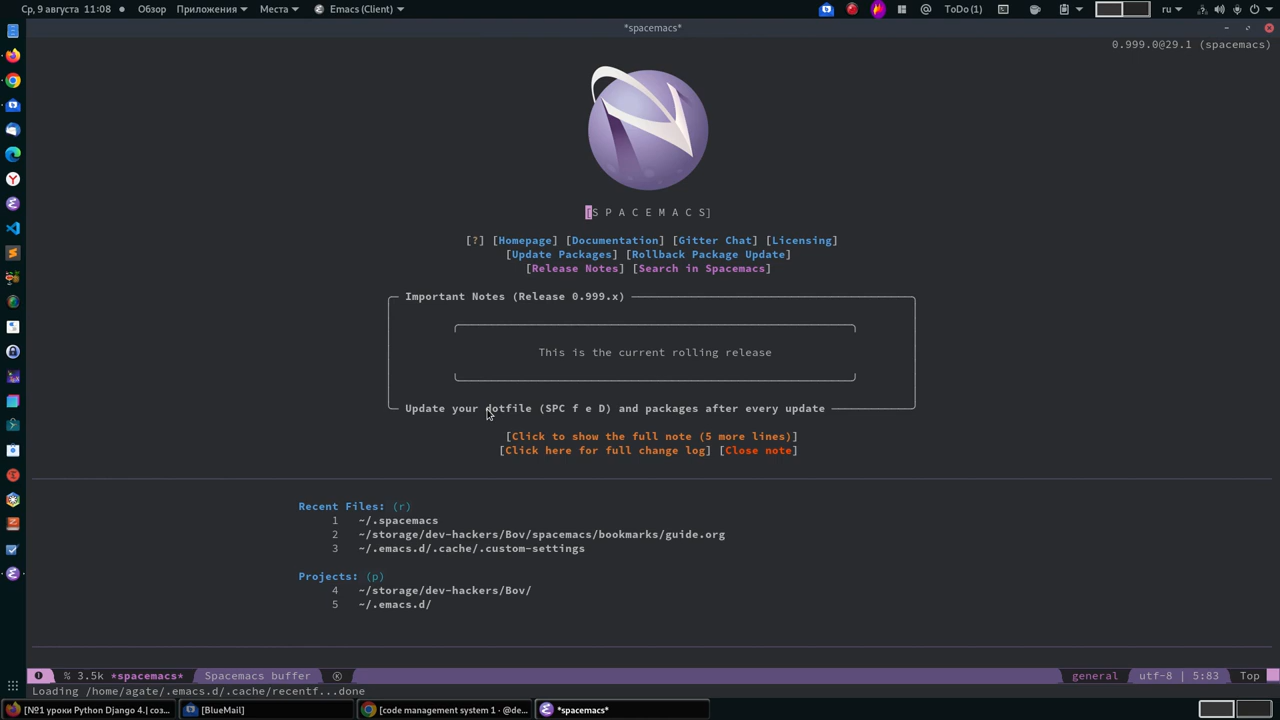 Ср, 9 августа 11:08 Обзор Приложения Места Emacs (Client) @ ToDo (1) ru
*spacemacs*
0.999.0@29.1 (spacemacs)
[S P A C E M A C S]
[?] [Homepage] [Documentation] [Gitter Chat] [Licensing]
[Update Packages] [Rollback Package Update]
[Release Notes] [Search in Spacemacs]
Important Notes (Release 0.999.x)
This is the current rolling release
Update your dotfile (SPC f e D) and packages after every update
[Click to show the full note (5 more lines)]
[Click here for full change log] [Close note]
Recent Files: (r)
1 ~/.spacemacs
2 ~/storage/dev-hackers/Bov/spacemacs/bookmarks/guide.org
3 ~/.emacs.d/.cache/.custom-settings
Projects: (p)
4 ~/storage/dev-hackers/Bov/
5 ~/.emacs.d/
% 3.5k *spacemacs* Spacemacs buffer Ⓚ general utf-8 | 5:83 Top
Loading /home/agate/.emacs.d/.cache/recentf...done
[№1 уроки Python Django 4.| соз... [BlueMail] [code management system 1 · @de... *spacemacs*